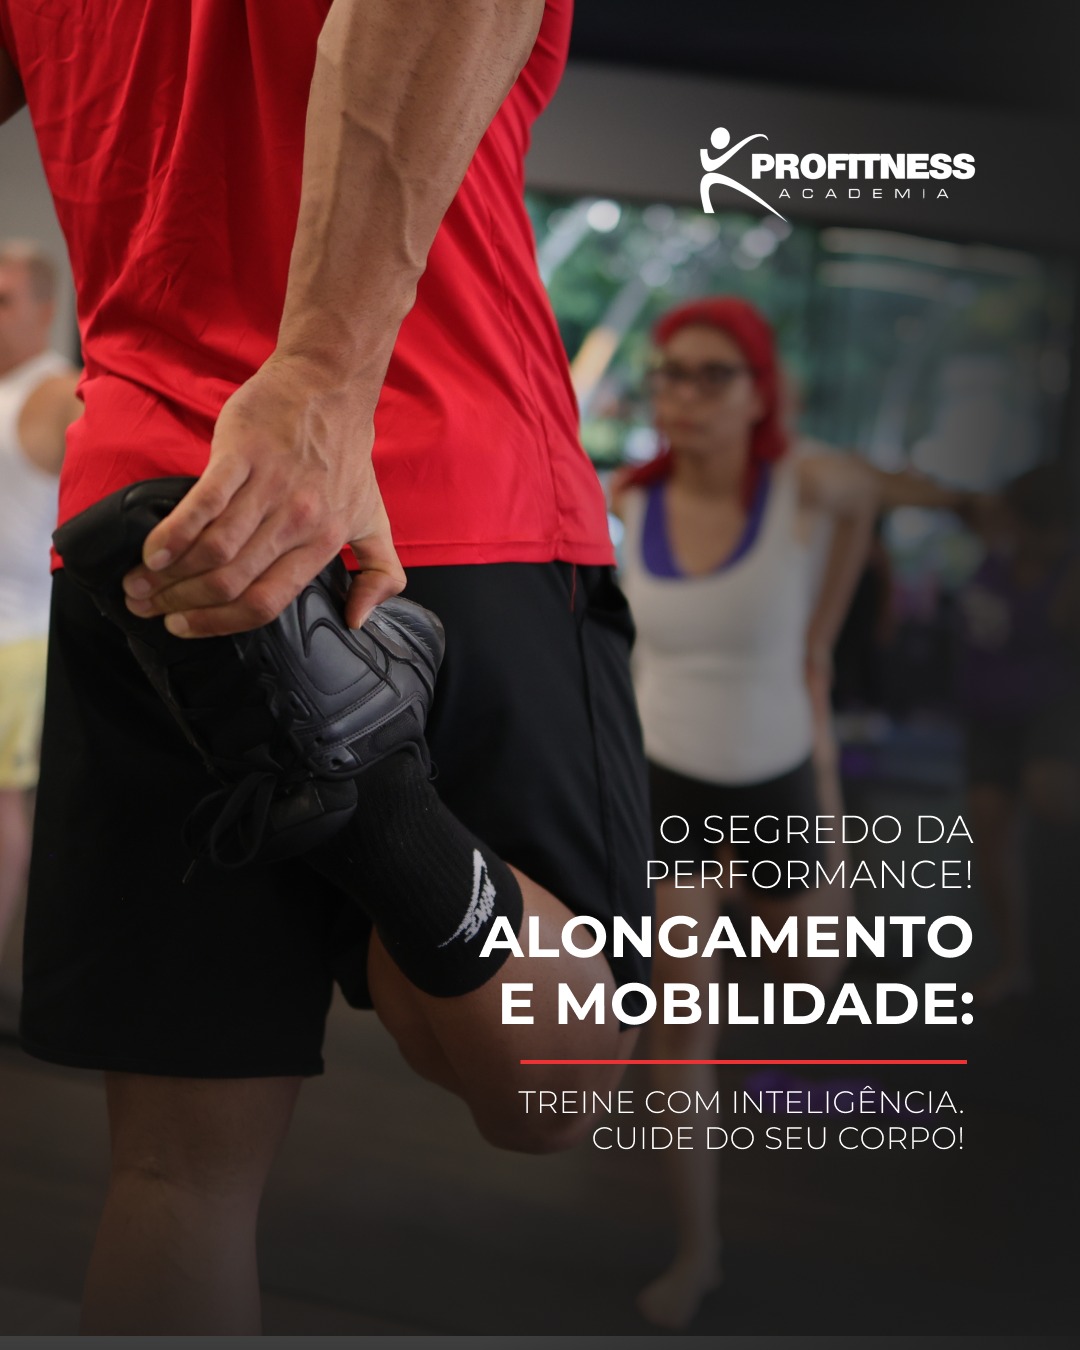 PROFITNESS
ACADEMIA
O SEGREDO DA
PERFORMANCE!
ALONGAMENTO
E MOBILIDADE:
TREINE COM INTELIGÊNCIA.
CUIDE DO SEU CORPO!